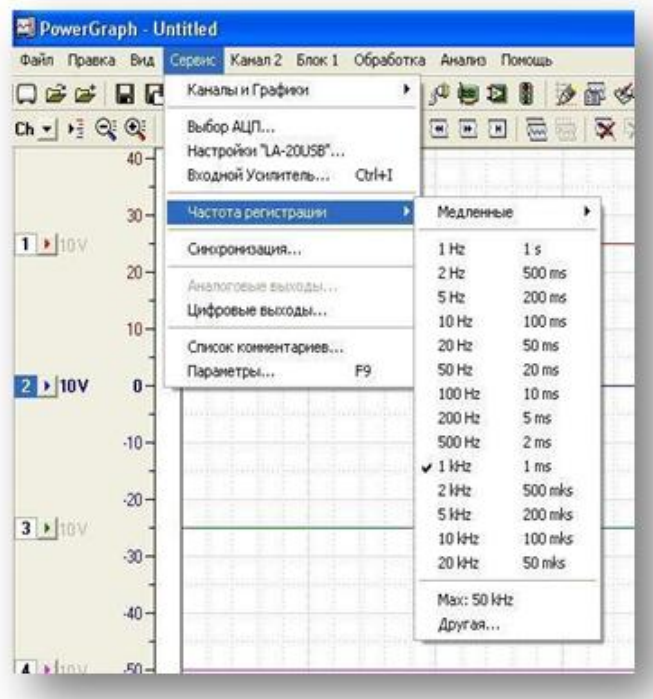 PowerGraph - Untitled
Файл Правка Вид Сервис Канал 2 Блок 1 Обработка Анализ Помощь
Каналы и Графики
Ch
Выбор АЦП...
Настройки "LA-20USB"...
Входной Усилитель... Ctrl+I
Частота регистрации
Синхронизация...
Аналоговые выходы...
Цифровые выходы...
Список комментариев...
Параметры... F9
Медленные
1 Hz 1 s
2 Hz 500 ms
5 Hz 200 ms
10 Hz 100 ms
20 Hz 50 ms
50 Hz 20 ms
100 Hz 10 ms
200 Hz 5 ms
500 Hz 2 ms
1 kHz 1 ms
2 kHz 500 mks
5 kHz 200 mks
10 kHz 100 mks
20 kHz 50 mks
Max: 50 kHz
Другая...
40
30
1 10 V
20
10
2 10V 0
-10
-20
3 10 V
-30
-40
4 10 V -50